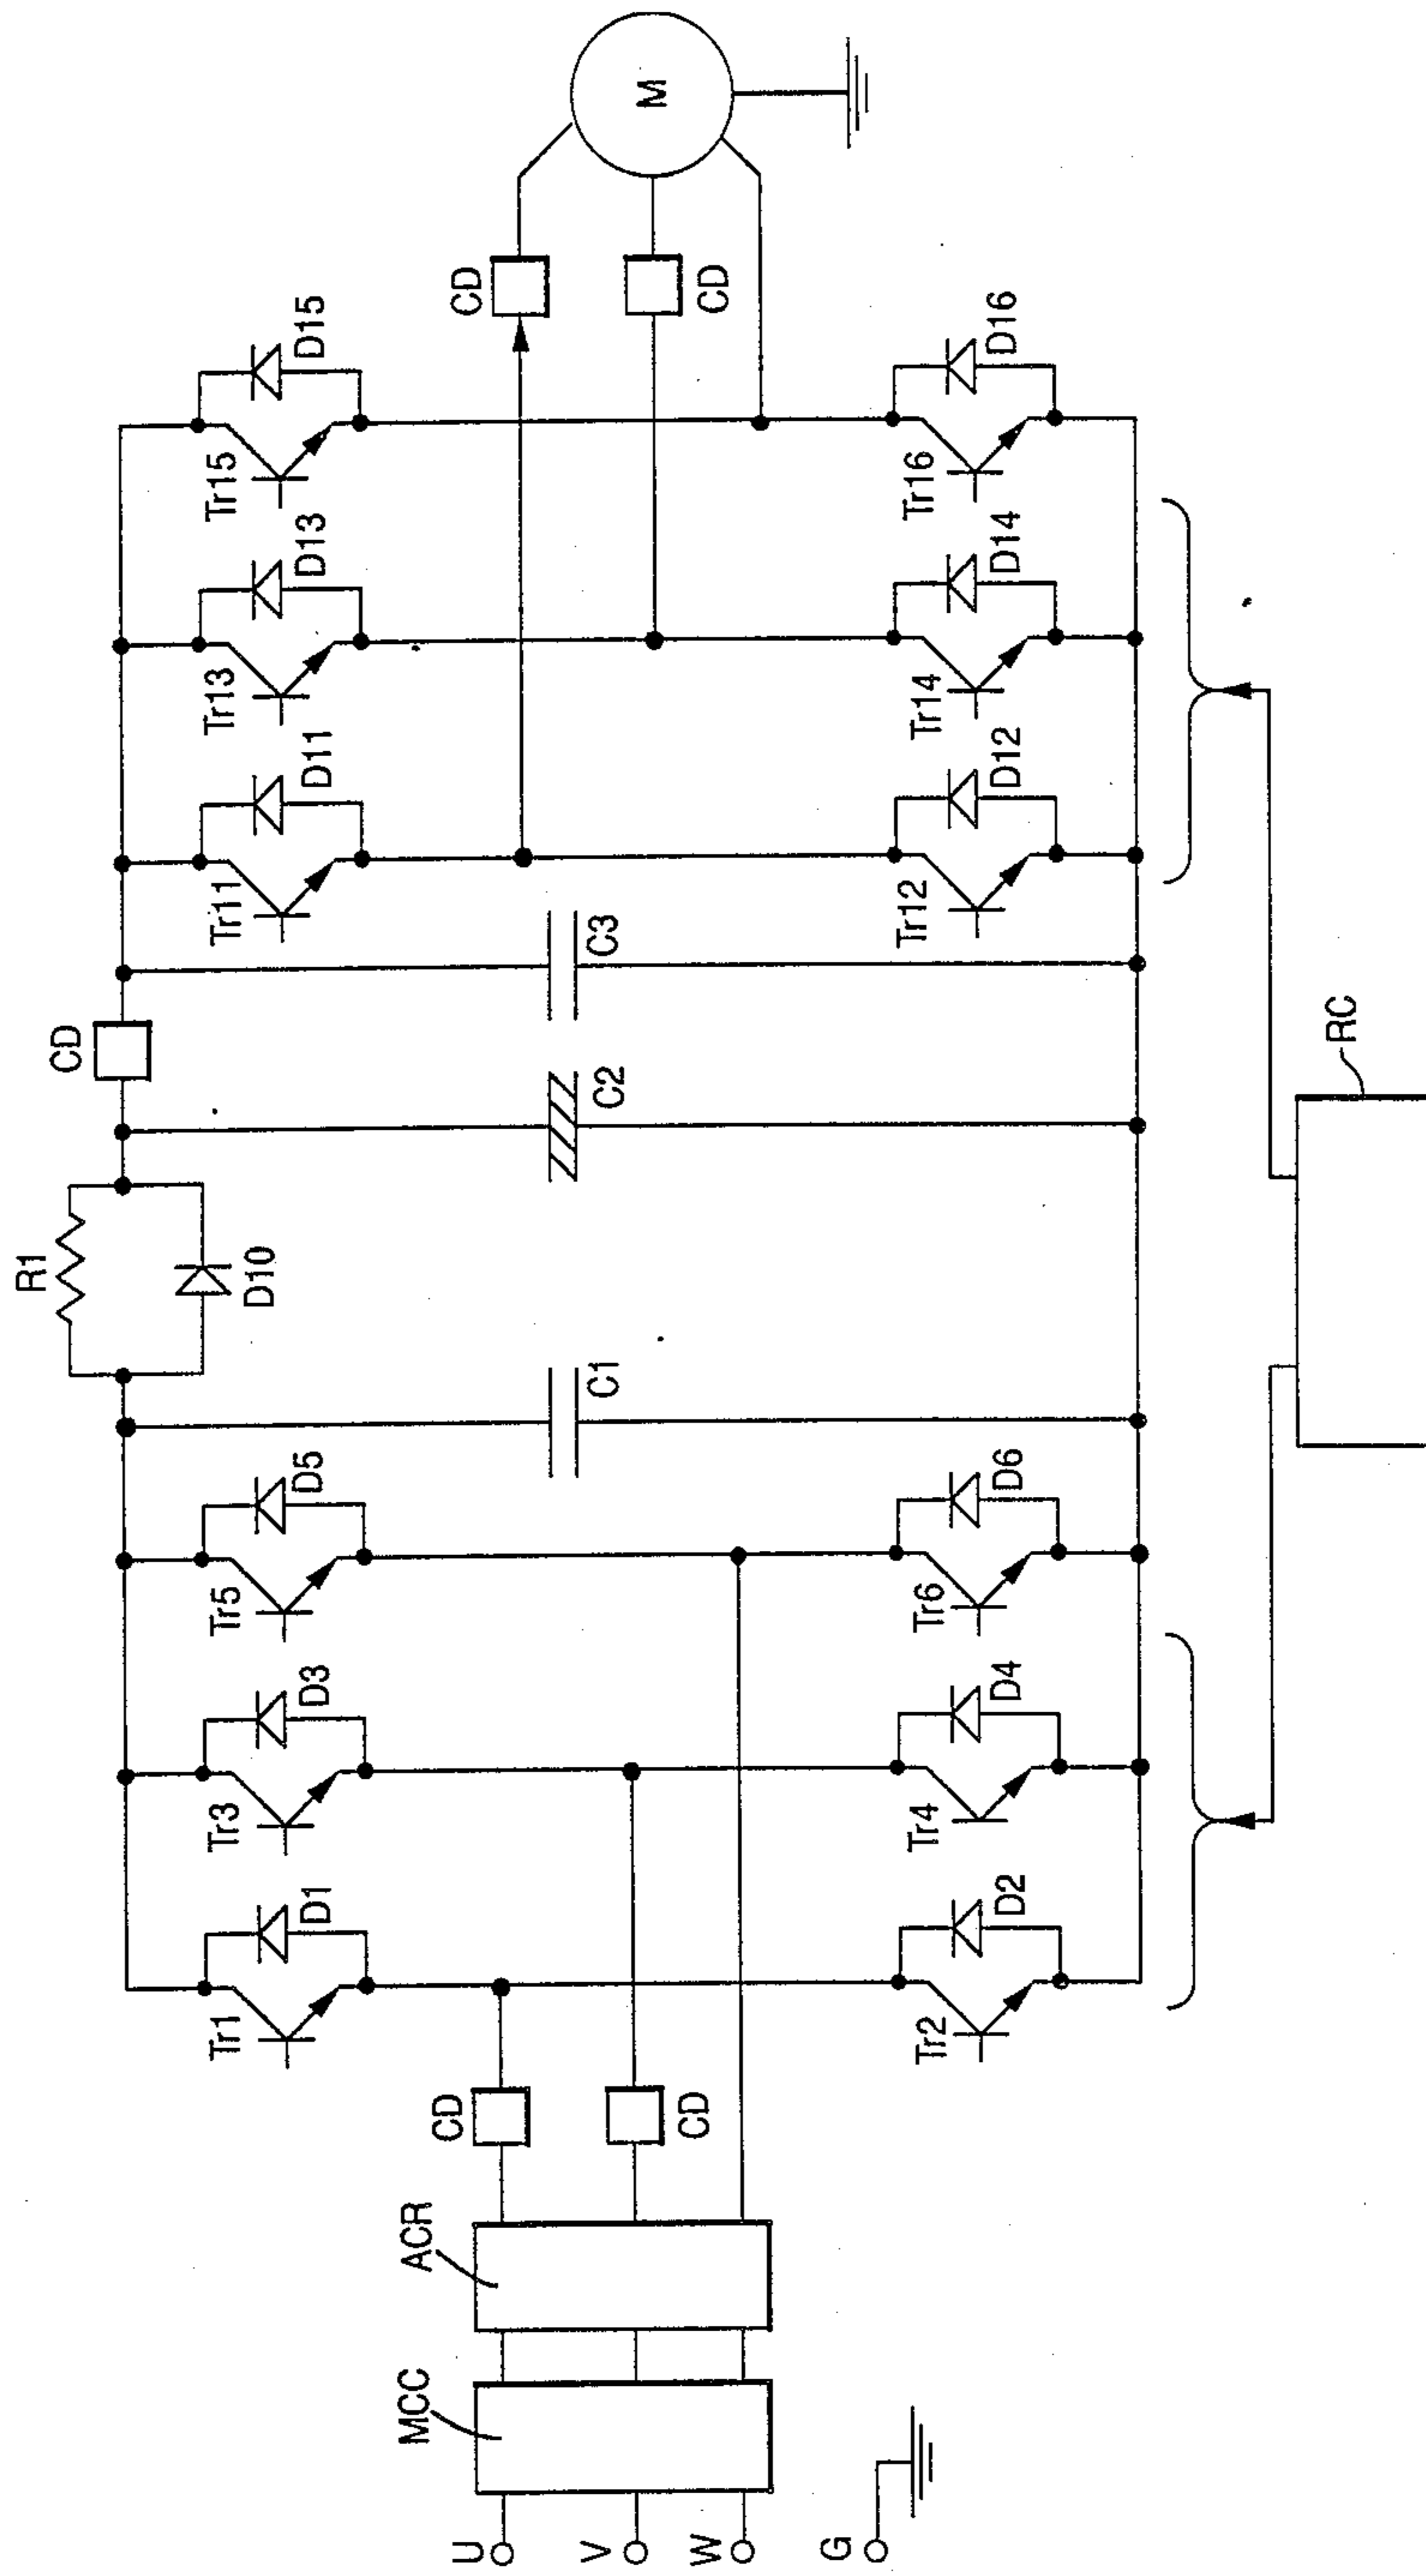 R1
CD
D10
D1
D3
D5
D11
D13
D15
Tr1
Tr3
Tr5
Tr11
Tr13
Tr15
MCC
ACR
CD
CD
U
V
W
G
C1
C2
C3
CD
CD
M
D2
D4
D6
D12
D14
D16
Tr2
Tr4
Tr6
Tr12
Tr14
Tr16
RC